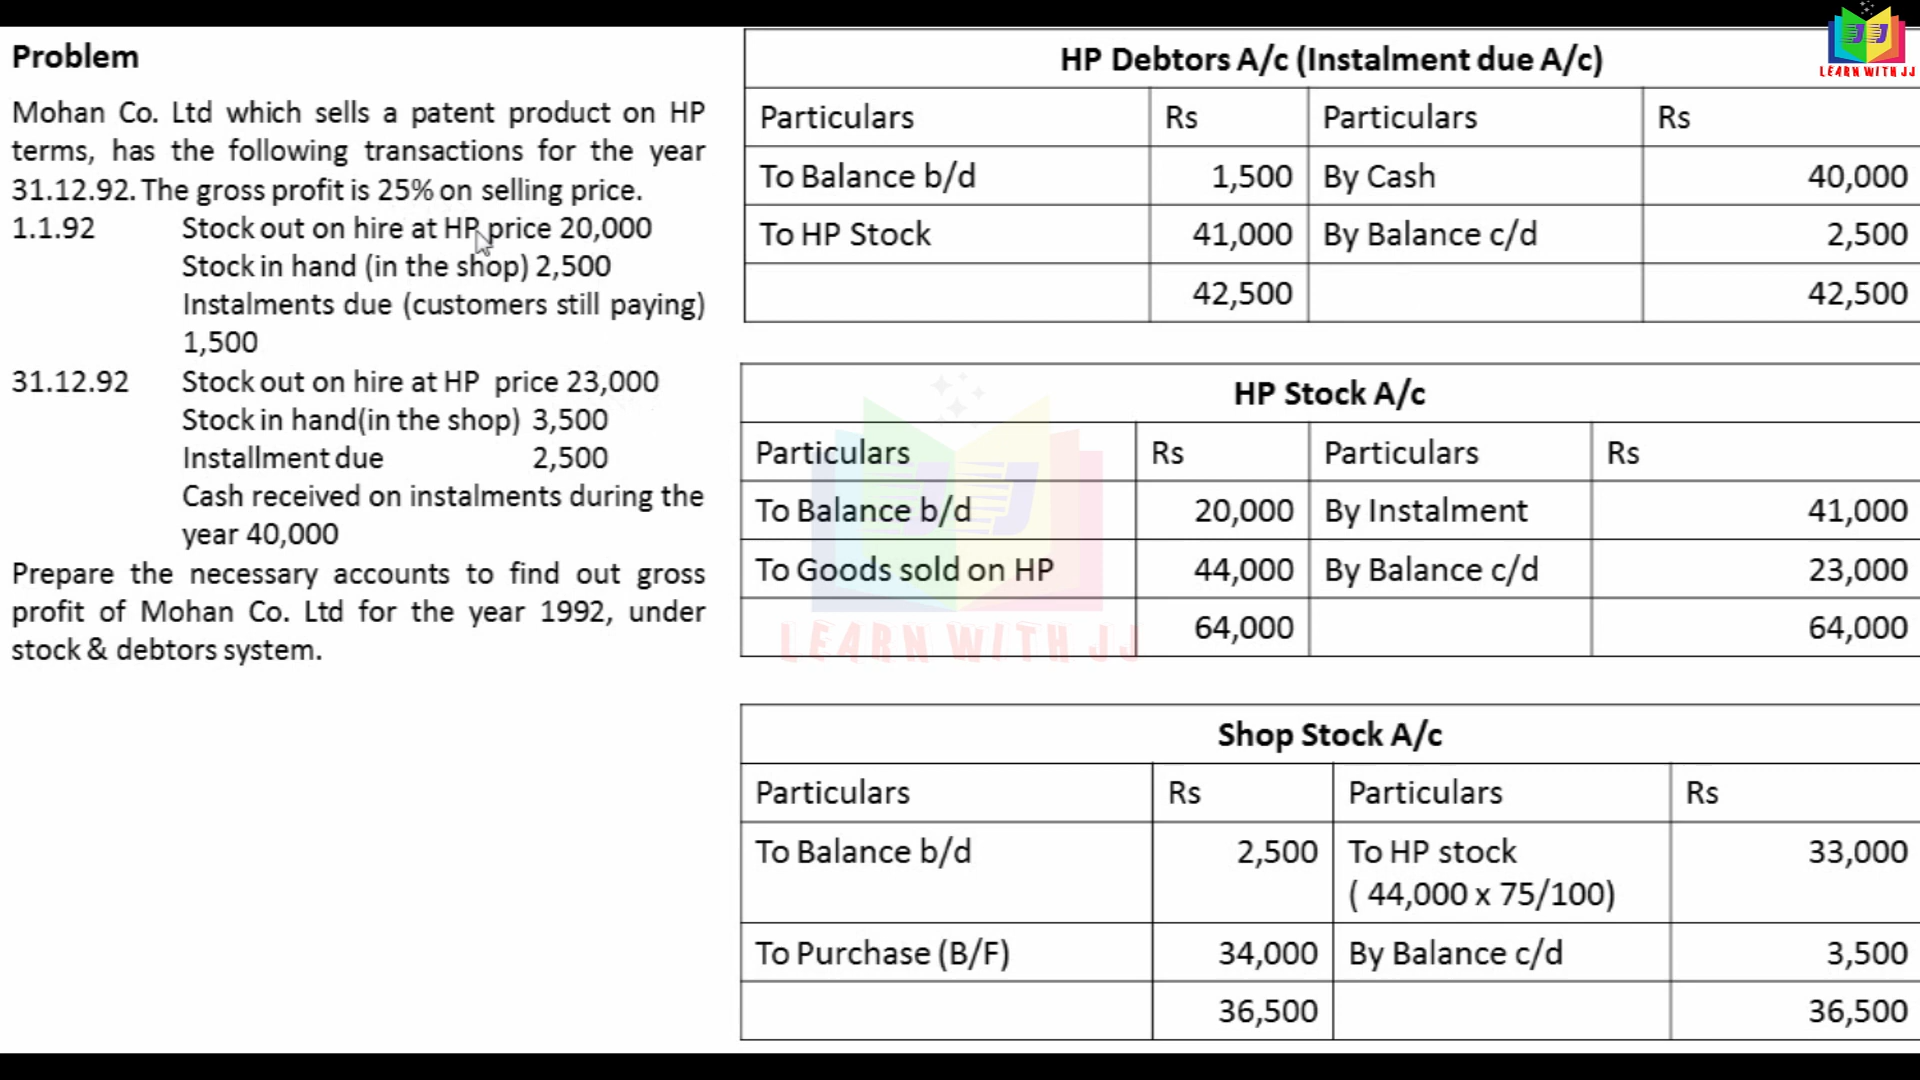 Problem
Mohan Co. Ltd which sells a patent product on HP
terms, has the following transactions for the year
31.12.92. The gross profit is 25% on selling price.
1.1.92 Stock out on hire at HP price 20,000
Stock in hand (in the shop) 2,500
Instalments due (customers still paying)
1,500
31.12.92 Stock out on hire at HP price 23,000
Stock in hand(in the shop) 3,500
Installment due 2,500
Cash received on instalments during the
year 40,000
Prepare the necessary accounts to find out gross
profit of Mohan Co. Ltd for the year 1992, under
stock & debtors system.
HP Debtors A/c (Instalment due A/c)
Particulars Rs Particulars Rs
To Balance b/d 1,500 By Cash 40,000
To HP Stock 41,000 By Balance c/d 2,500
42,500 42,500
HP Stock A/c
Particulars Rs Particulars Rs
To Balance b/d 20,000 By Instalment 41,000
To Goods sold on HP 44,000 By Balance c/d 23,000
64,000 64,000
Shop Stock A/c
Particulars Rs Particulars Rs
To Balance b/d 2,500 To HP stock 33,000
( 44,000 x 75/100)
To Purchase (B/F) 34,000 By Balance c/d 3,500
36,500 36,500
JJ
LEARN WITH JJ
JJ
LEARN WITH JJ